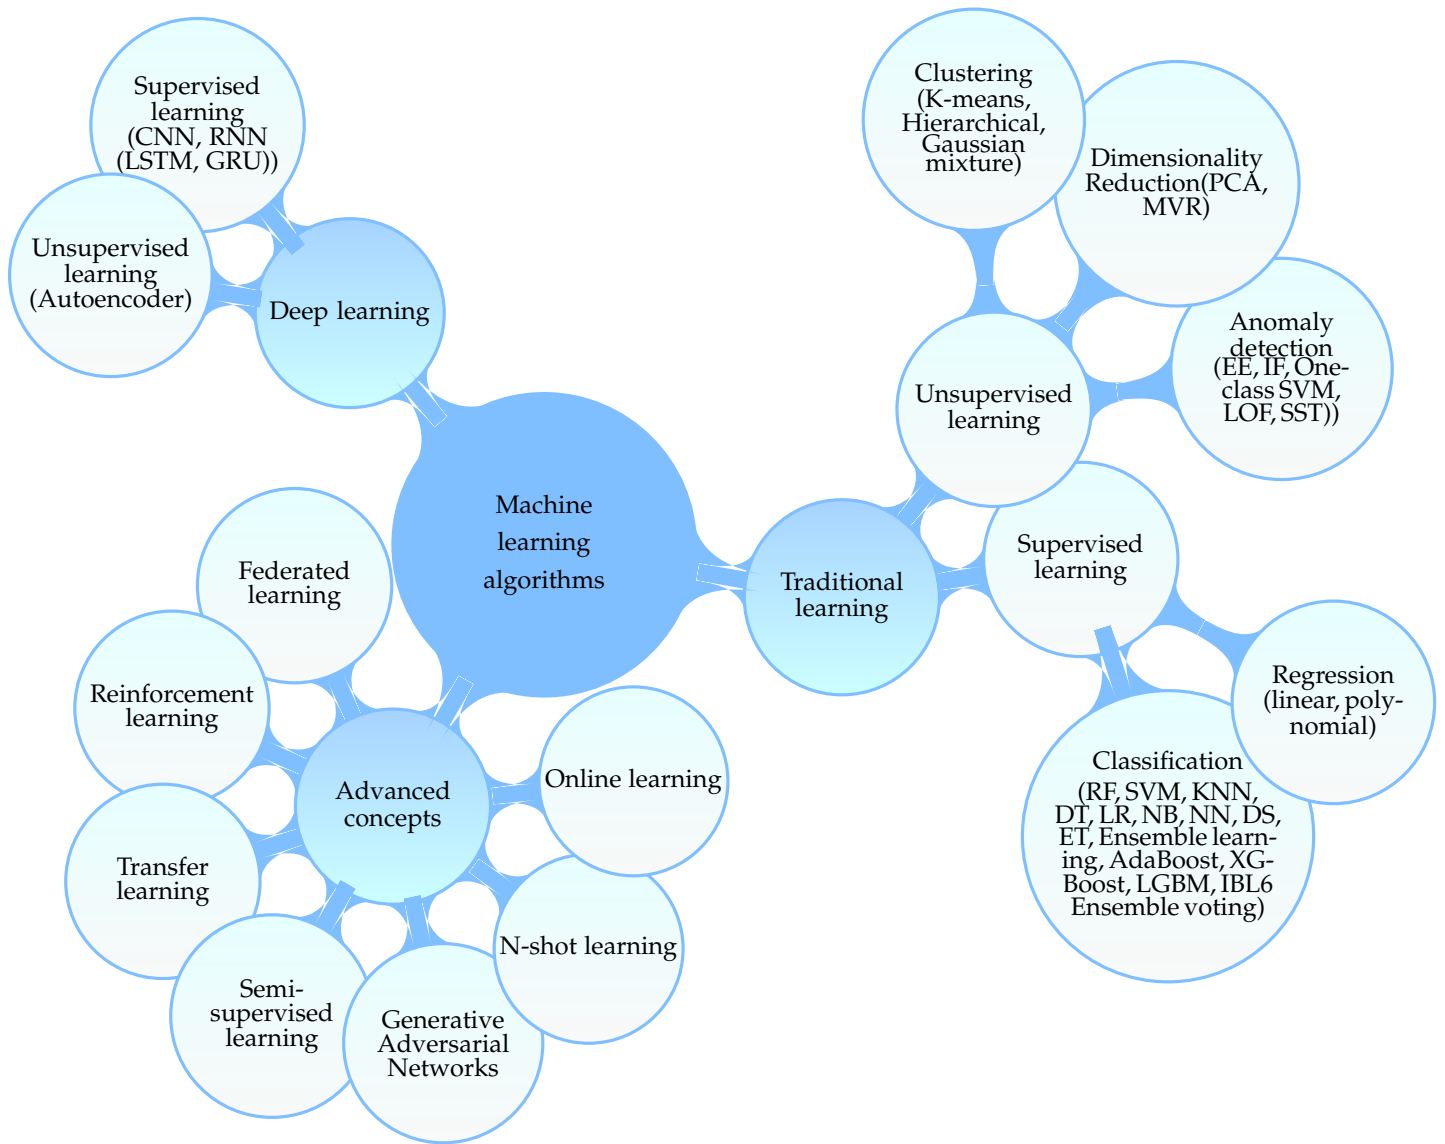 Supervised
learning
(CNN, RNN
(LSTM, GRU))
Unsupervised
learning
(Autoencoder)
Deep learning
Clustering
(K-means,
Hierarchical,
Gaussian
mixture)
Dimensionality
Reduction(PCA,
MVR)
Anomaly
detection
(EE, IF, One-
class SVM,
LOF, SST))
Unsupervised
learning
Machine
learning
algorithms
Traditional
learning
Supervised
learning
Regression
(linear, poly-
nomial)
Classification
(RF, SVM, KNN,
DT, LR, NB, NN, DS,
ET, Ensemble learn-
ing, AdaBoost, XG-
Boost, LGBM, IBL6
Ensemble voting)
Federated
learning
Reinforcement
learning
Advanced
concepts
Online learning
Transfer
learning
N-shot learning
Semi-
supervised
learning
Generative
Adversarial
Networks